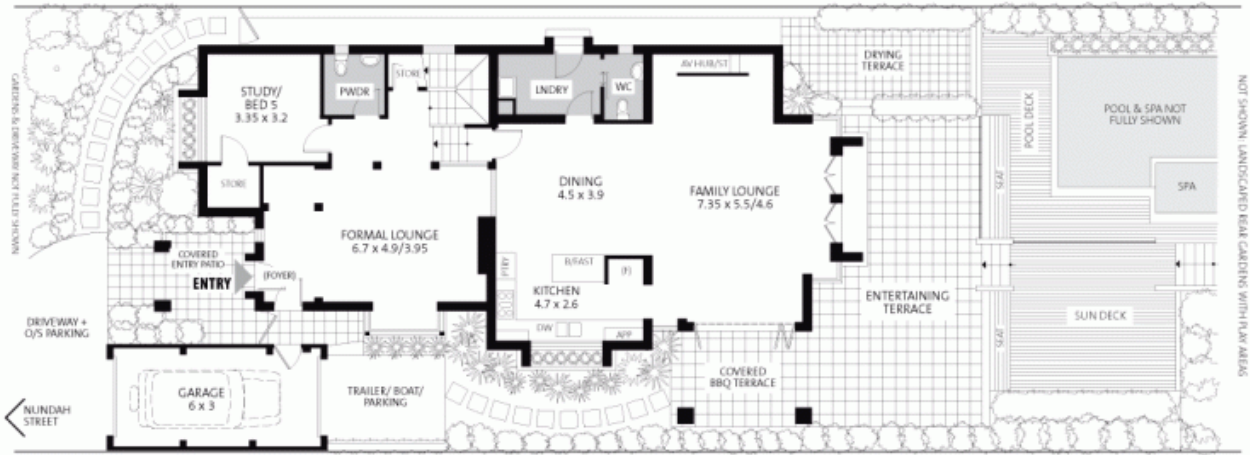 GARDENS & DRIVEWAY NOT FULLY SHOWN
STUDY/
BED 5
3.35 x 3.2
PWDR
STORE
LNDRY
WC
AV HUB/ST
DRYING
TERRACE
POOL DECK
POOL & SPA NOT
FULLY SHOWN
SPA
NOT SHOWN: LANDSCAPED REAR GARDENS WITH PLAY AREAS
STORE
DINING
4.5 x 3.9
FAMILY LOUNGE
7.35 x 5.5/4.6
SEAT
FORMAL LOUNGE
6.7 x 4.9/3.95
COVERED
ENTRY PATIO
ENTRY
(FOYER)
PTRY
B/FAST
(F)
KITCHEN
4.7 x 2.6
DW
APP
ENTERTAINING
TERRACE
SUN DECK
SEAT
DRIVEWAY +
O/S PARKING
GARAGE
6 x 3
TRAILER/ BOAT/
PARKING
COVERED
BBQ TERRACE
NUNDAH
STREET